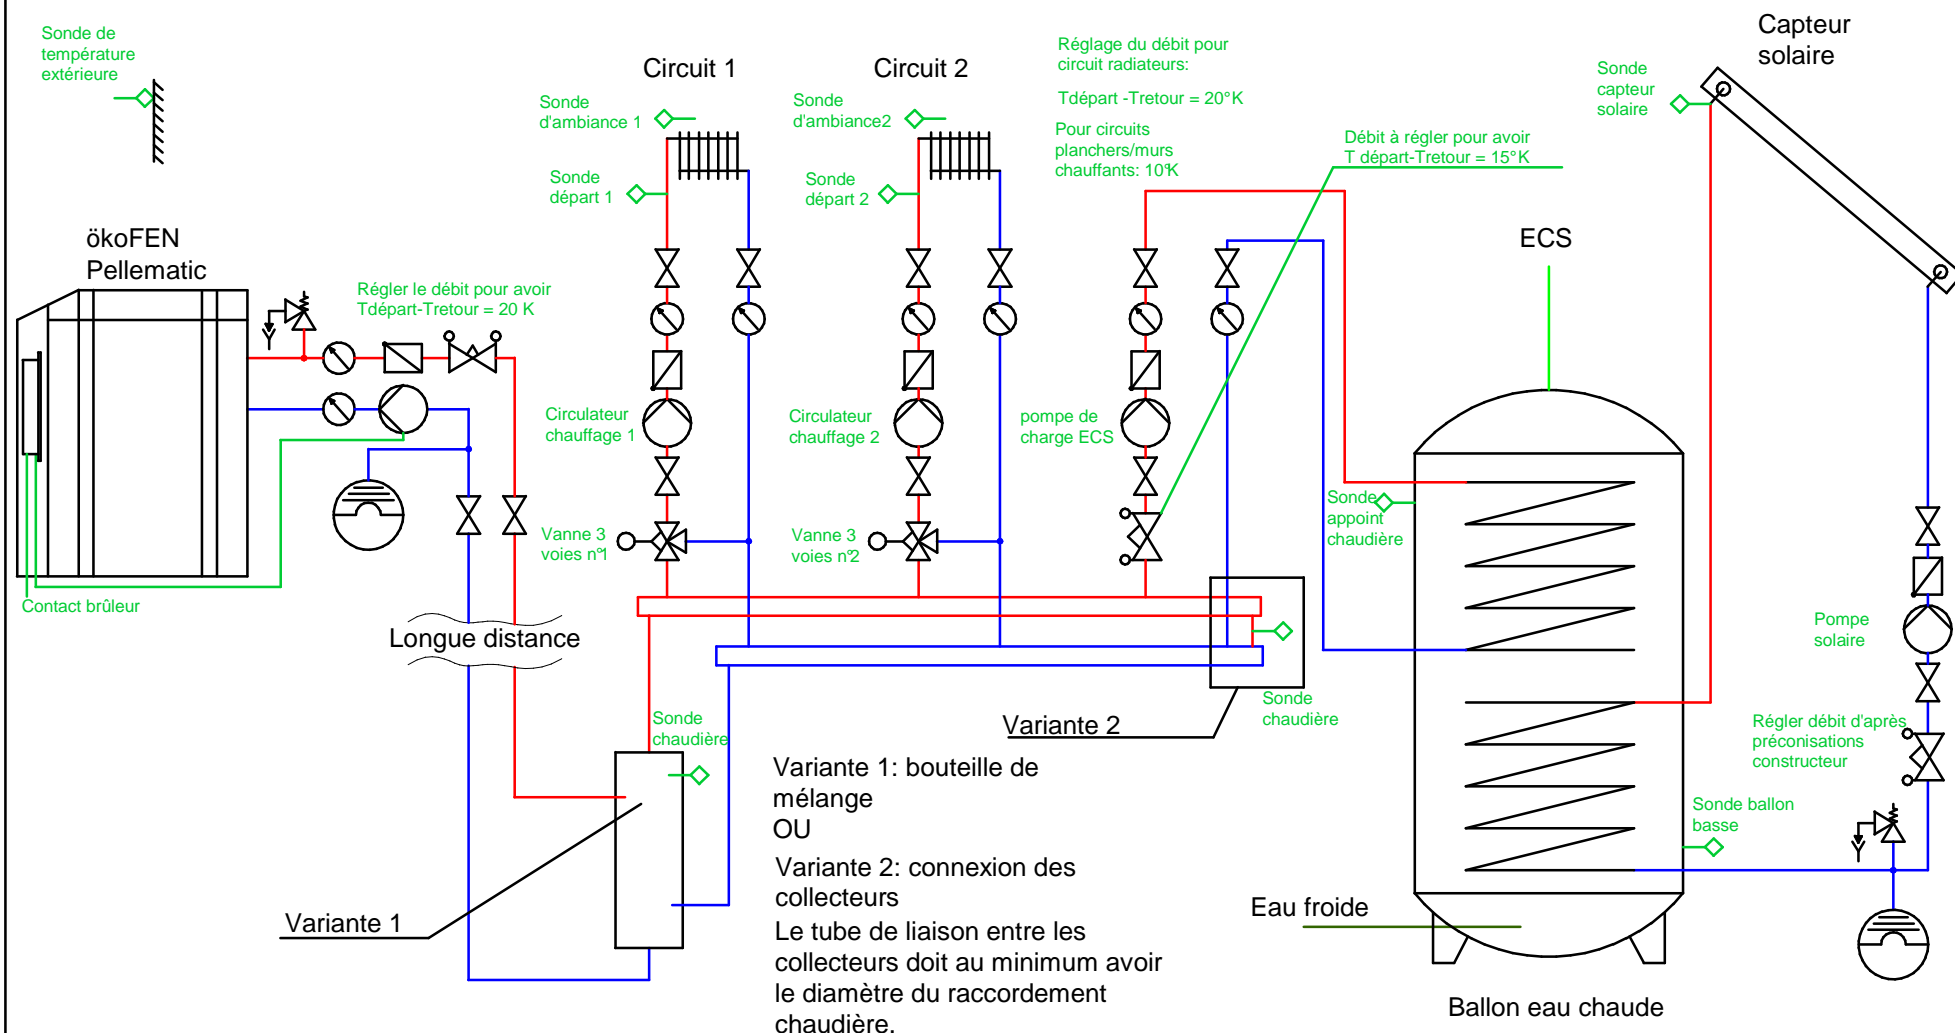 Sonde de
température
extérieure
Circuit 1
Circuit 2
Réglage du débit pour
circuit radiateurs:
Tdépart -Tretour = 20°K
Pour circuits
planchers/murs
chauffants: 10°K
Capteur
solaire
Sonde
capteur
solaire
Sonde
d'ambiance 1
Sonde
d'ambiance2
Débit à régler pour avoir
T départ-Tretour = 15°K
Sonde
départ 1
Sonde
départ 2
ökoFEN
Pellematic
ECS
Régler le débit pour avoir
Tdépart-Tretour = 20 K
Circulateur
chauffage 1
Circulateur
chauffage 2
pompe de
charge ECS
Sonde
appoint
chaudière
Vanne 3
voies n°1
Vanne 3
voies n°2
Contact brûleur
Longue distance
Pompe
solaire
Sonde
chaudière
Sonde
chaudière
Variante 2
Régler débit d'après
préconisations
constructeur
Variante 1: bouteille de
mélange
OU
Variante 2: connexion des
collecteurs
Le tube de liaison entre les
collecteurs doit au minimum avoir
le diamètre du raccordement
chaudière.
Sonde ballon
basse
Variante 1
Eau froide
Ballon eau chaude